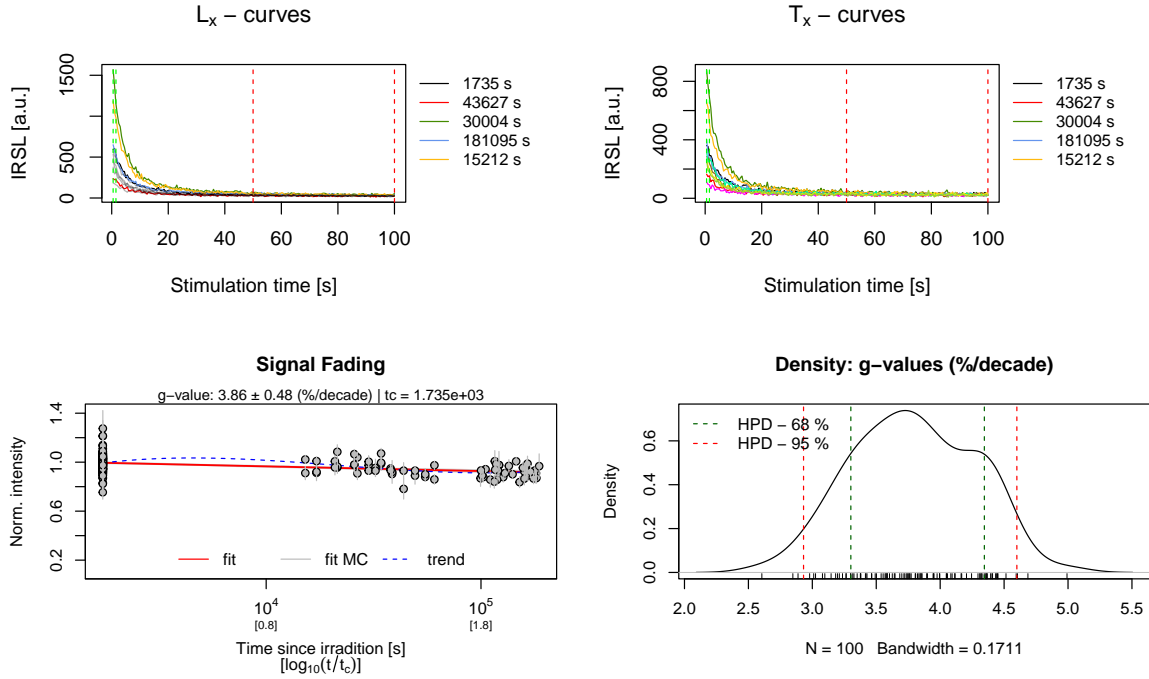 Lx − curves
IRSL [a.u.]
0 500 1500
0 20 40 60 80 100
Stimulation time [s]
1735 s
43627 s
30004 s
181095 s
15212 s
Tx − curves
IRSL [a.u.]
0 400 800
0 20 40 60 80 100
Stimulation time [s]
1735 s
43627 s
30004 s
181095 s
15212 s
Signal Fading
g−value: 3.86 ± 0.48 (%/decade) | tc = 1.735e+03
Norm. intensity
0.2 0.6 1.0 1.4
fit fit MC trend
10⁴ 10⁵
[0.8] [1.8]
Time since irradition [s]
[log₁₀(t/tc)]
Density: g−values (%/decade)
HPD − 68 %
HPD − 95 %
Density
0.0 0.2 0.4 0.6
2.0 2.5 3.0 3.5 4.0 4.5 5.0 5.5
N = 100 Bandwidth = 0.1711